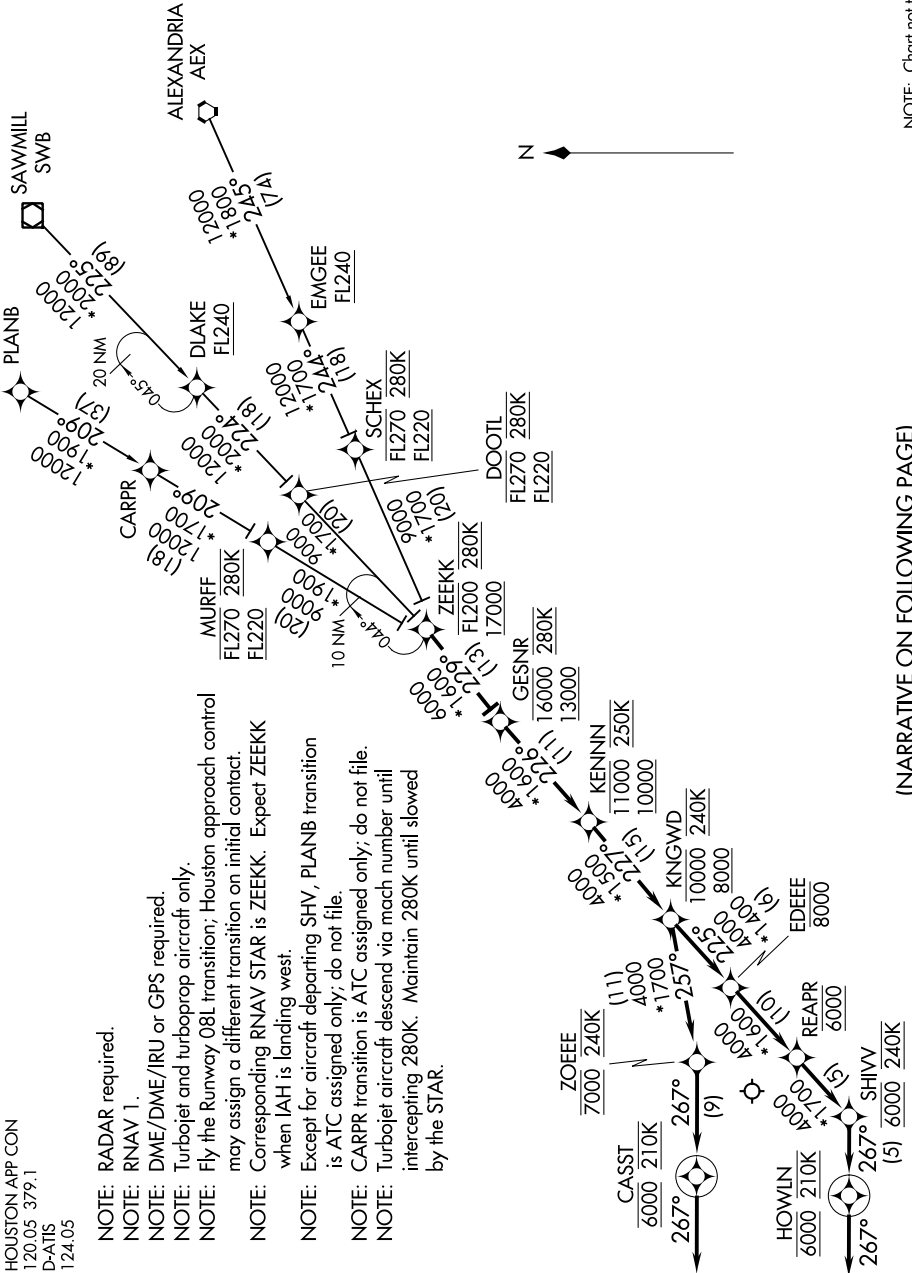 HOUSTON APP CON
120.05 379.1
D-ATIS
124.05
NOTE: RADAR required.
NOTE: RNAV 1.
NOTE: DME/DME/IRU or GPS required.
NOTE: Turbojet and turboprop aircraft only.
NOTE: Fly the Runway 08L transition; Houston approach control
may assign a different transition on initial contact.
NOTE: Corresponding RNAV STAR is ZEEKK. Expect ZEEKK
when IAH is landing west.
NOTE: Except for aircraft departing SHV, PLANB transition
is ATC assigned only; do not file.
NOTE: CARPR transition is ATC assigned only; do not file.
NOTE: Turbojet aircraft descend via mach number until
intercepting 280K. Maintain 280K until slowed
by the STAR.
PLANB
12000
*1900
209°
(37)
CARPR
(18)
12000
*1700
209°
MURFF
FL270 280K
FL220
(20)
9000
*1900
SAWMILL
SWB
12000
*2000
225°
(89)
20 NM
045°
DLAKE
FL240
12000
*2000
224°
(18)
DOOTL
FL270 280K
FL220
9000
*1700
(20)
ALEXANDRIA
AEX
12000
*1800
245°
(74)
EMGEE
FL240
12000
*1700
244°
(18)
SCHEX
FL270 280K
FL220
9000
*1700
(20)
10 NM
044°
ZEEKK
FL200 280K
17000
6000
*1600
229°
(13)
GESNR
16000 280K
13000
4000
*1600
226°
(11)
KENNN
11000 250K
10000
4000
*1500
227°
(15)
KNGWD
10000 240K
8000
(11)
4000
*1700
257°
225°
4000
*1400
(6)
ZOEEE
7000 240K
267°
(9)
CASST
6000 210K
267°
EDEEE
8000
4000
*1600
(10)
REAPR
6000
4000
*1700
(5)
SHIVV
6000 240K
267°
(5)
HOWLN
6000 210K
267°
N
(NARRATIVE ON FOLLOWING PAGE)
NOTE: Chart not t